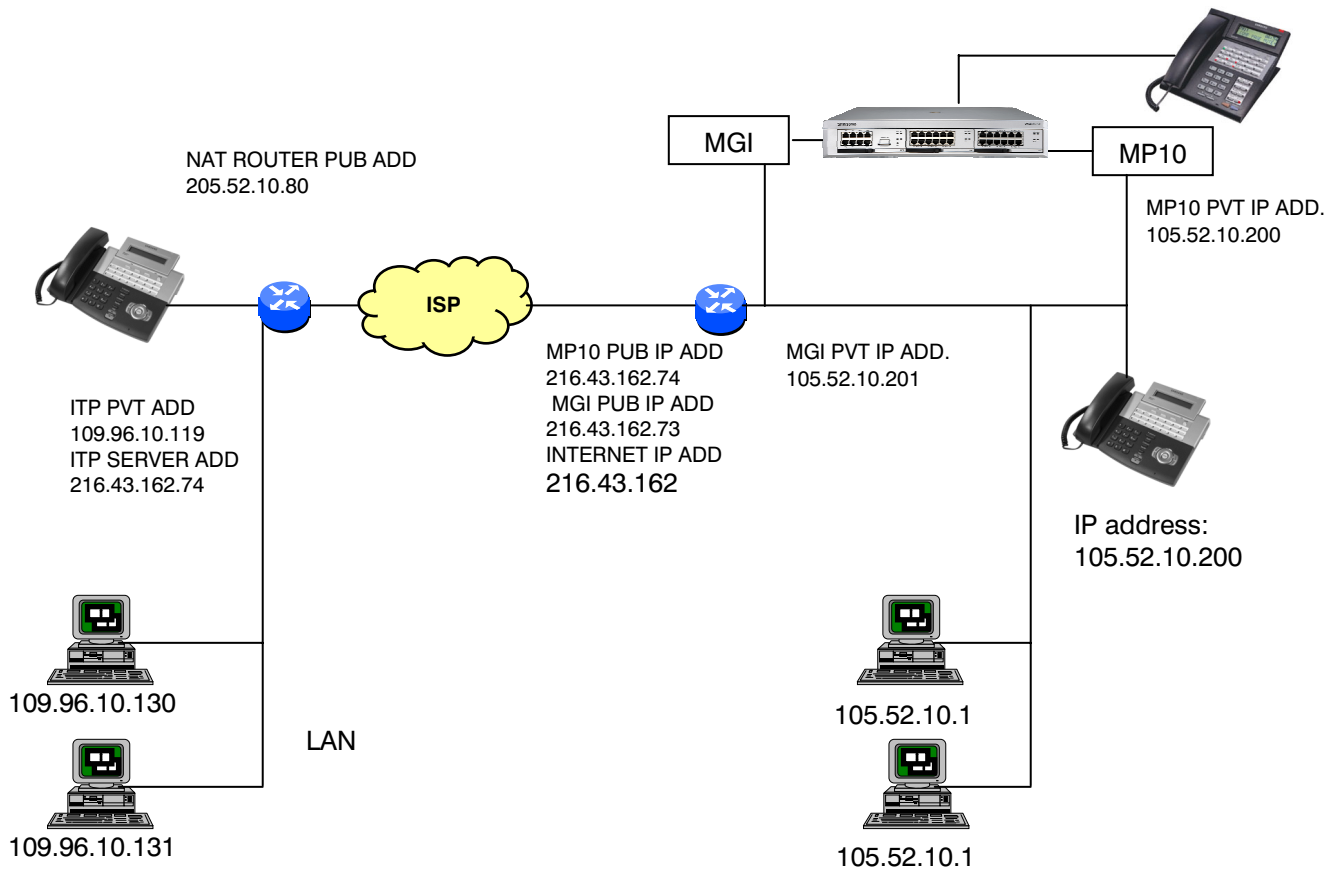 MGI
MP10
NAT ROUTER PUB ADD
205.52.10.80
MP10 PVT IP ADD.
105.52.10.200
ISP
MP10 PUB IP ADD
216.43.162.74
MGI PUB IP ADD
216.43.162.73
INTERNET IP ADD
216.43.162
MGI PVT IP ADD.
105.52.10.201
ITP PVT ADD
109.96.10.119
ITP SERVER ADD
216.43.162.74
IP address:
105.52.10.200
109.96.10.130
105.52.10.1
LAN
109.96.10.131
105.52.10.1